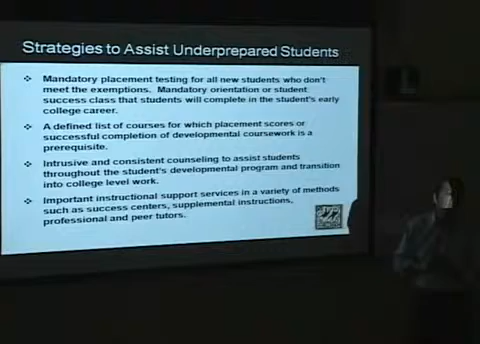 Strategies to Assist Underprepared Students
❖ Mandatory placement testing for all new students who don't
meet the exemptions. Mandatory orientation or student
success class that students will complete in the student's early
college career.
❖ A defined list of courses for which placement scores or
successful completion of developmental coursework is a
prerequisite.
❖ Intrusive and consistent counseling to assist students
throughout the student's developmental program and transition
into college level work.
❖ Important instructional support services in a variety of methods
such as success centers, supplemental instructions,
professional and peer tutors.